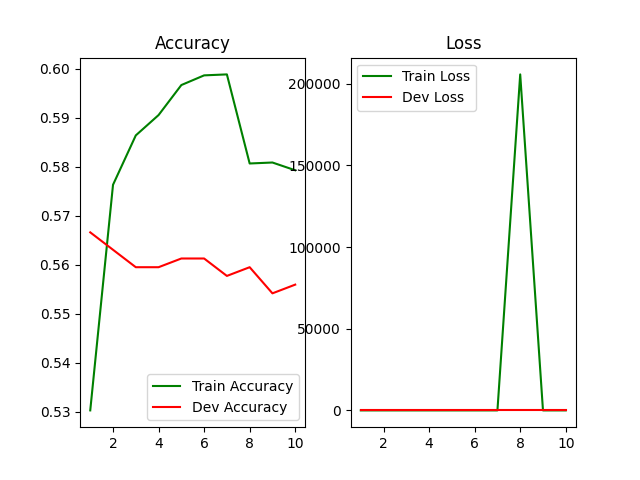 Accuracy
0.60
0.59
0.58
0.57
0.56
0.55
0.54
0.53
2 4 6 8 10
Train Accuracy
Dev Accuracy
Loss
200000
150000
100000
50000
0
2 4 6 8 10
Train Loss
Dev Loss